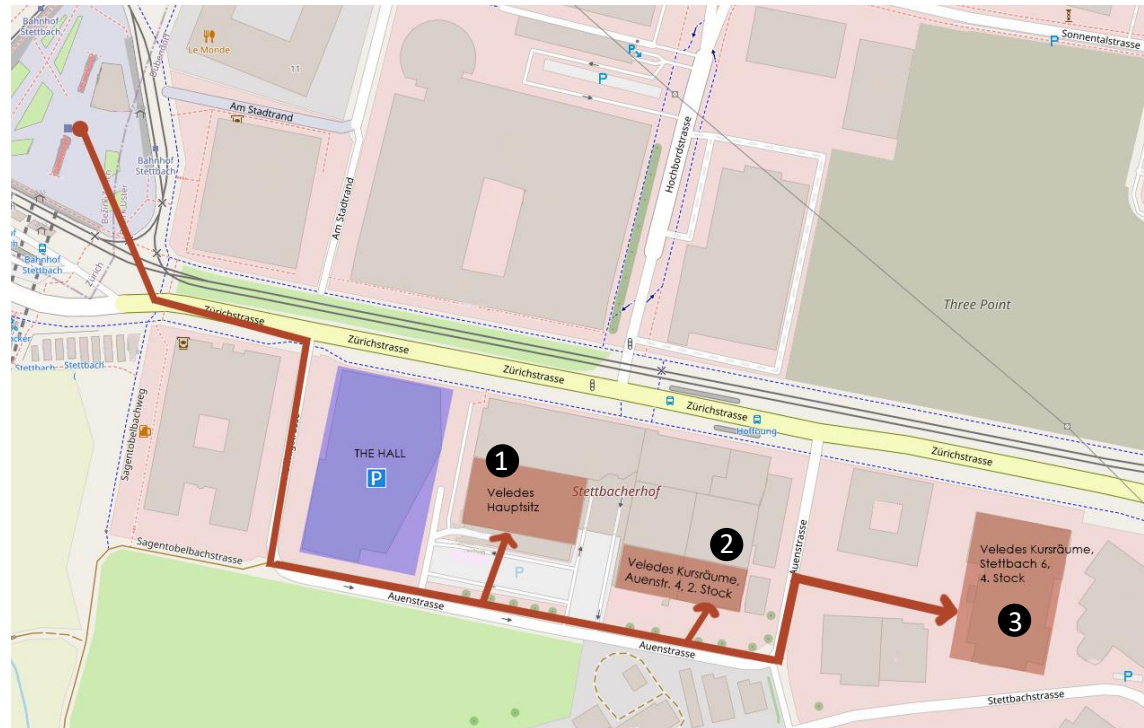 Bahnhof
Stettbach
Le Monde
11
Dübendorf
Am Stadtrand
P
Sonnentalstrasse
P
P
Hochbordstrasse
Bahnhof
Stettbach
Am Stadtrand
Bahnhof
Stettbach
Zürich
Three Point
Zürichstrasse
Zürichstrasse
Zürichstrasse
Zürichstrasse
Hoffnung
Zürichstrasse
Stettbach
Stettbach
Sagentobelbachweg
THE HALL
P
1
Veledes
Hauptsitz
Stettbacherhof
2
Veledes Kursräume,
Auenstr. 4, 2. Stock
Auenstrasse
Veledes Kursräume,
Stettbach 6,
4. Stock
3
Sagentobelbachstrasse
P
Auenstrasse
Auenstrasse
P
Stettbachstrasse